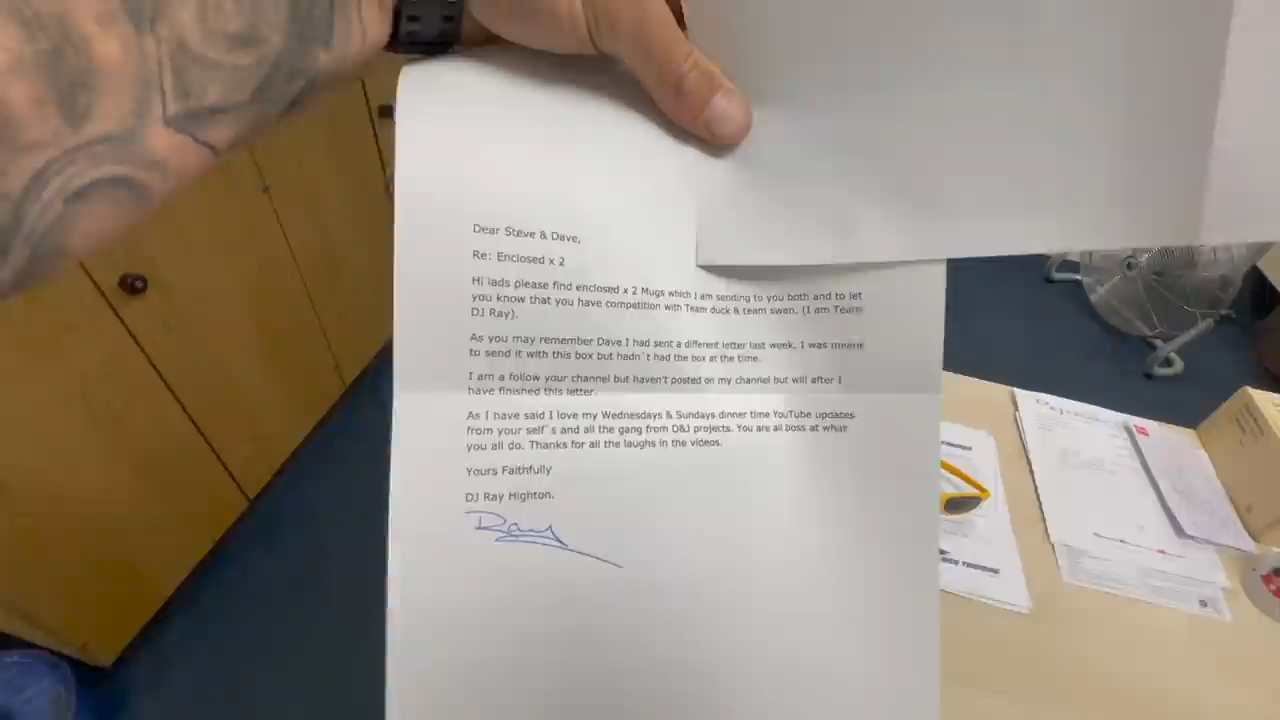 Dear Steve & Dave,
Re: Enclosed x 2
Hi lads please find enclosed x 2 Mugs which I am sending to you both and to let
you know that you have competition with Team duck & team swan. (I am Team
DJ Ray).
As you may remember Dave I had sent a different letter last week, I was meant
to send it with this box but hadn`t had the box at the time.
I am a follow your channel but haven't posted on my channel but will after I
have finished this letter.
As I have said I love my Wednesdays & Sundays dinner time YouTube updates
from your self`s and all the gang from D&J projects. You are all boss at what
you all do. Thanks for all the laughs in the videos.
Yours Faithfully
DJ Ray Highton.
Ray